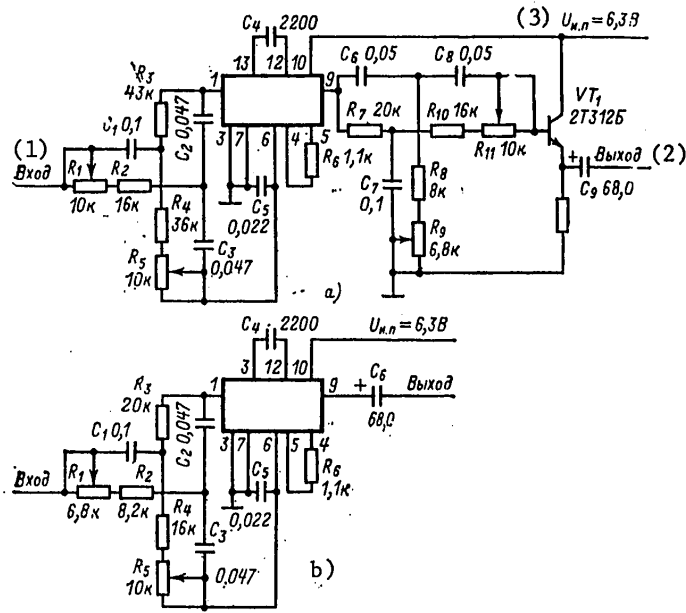 C4 2200
(3) Uи.п = 6,3В
13 12 10
C6 0,05 C8 0,05
1 9
R3 43к
C2 0,047
R7 20к R10 16к
VT1 2Т312Б
3 7 6 4 5
R11 10к
(1) C1 0,1
R6 1,1к
R8 8к
+ Выход (2)
Вход R1 R2
C5 0,022
C7 0,1
C9 68,0
10к 16к
R4 36к
R9 6,8к
C3 0,047
R5 10к
а)
C4 2200
Uи.п = 6,3В
3 12 10
R3 20к
1 9
+ C6 68,0
Выход
C2 0,047
C1 0,1
3 7 6 5 4
Вход R1 R2
C5 0,022
R6 1,1к
6,8к 8,2к
R4 16к
C3 0,047
R5 10к
b)